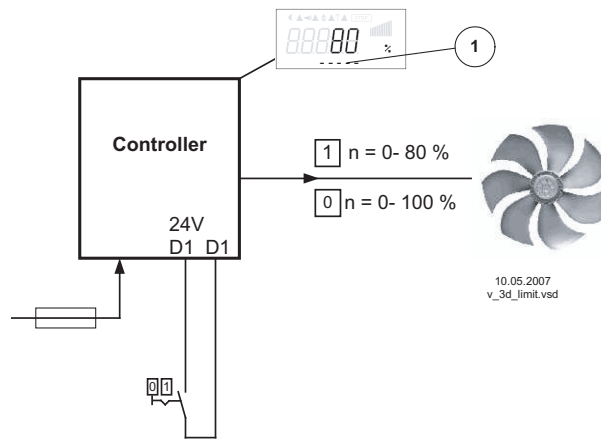 80 %
1
Controller
1 n = 0- 80 %
0 n = 0- 100 %
24V
D1 D1
10.05.2007
v_3d_limit.vsd
0 1